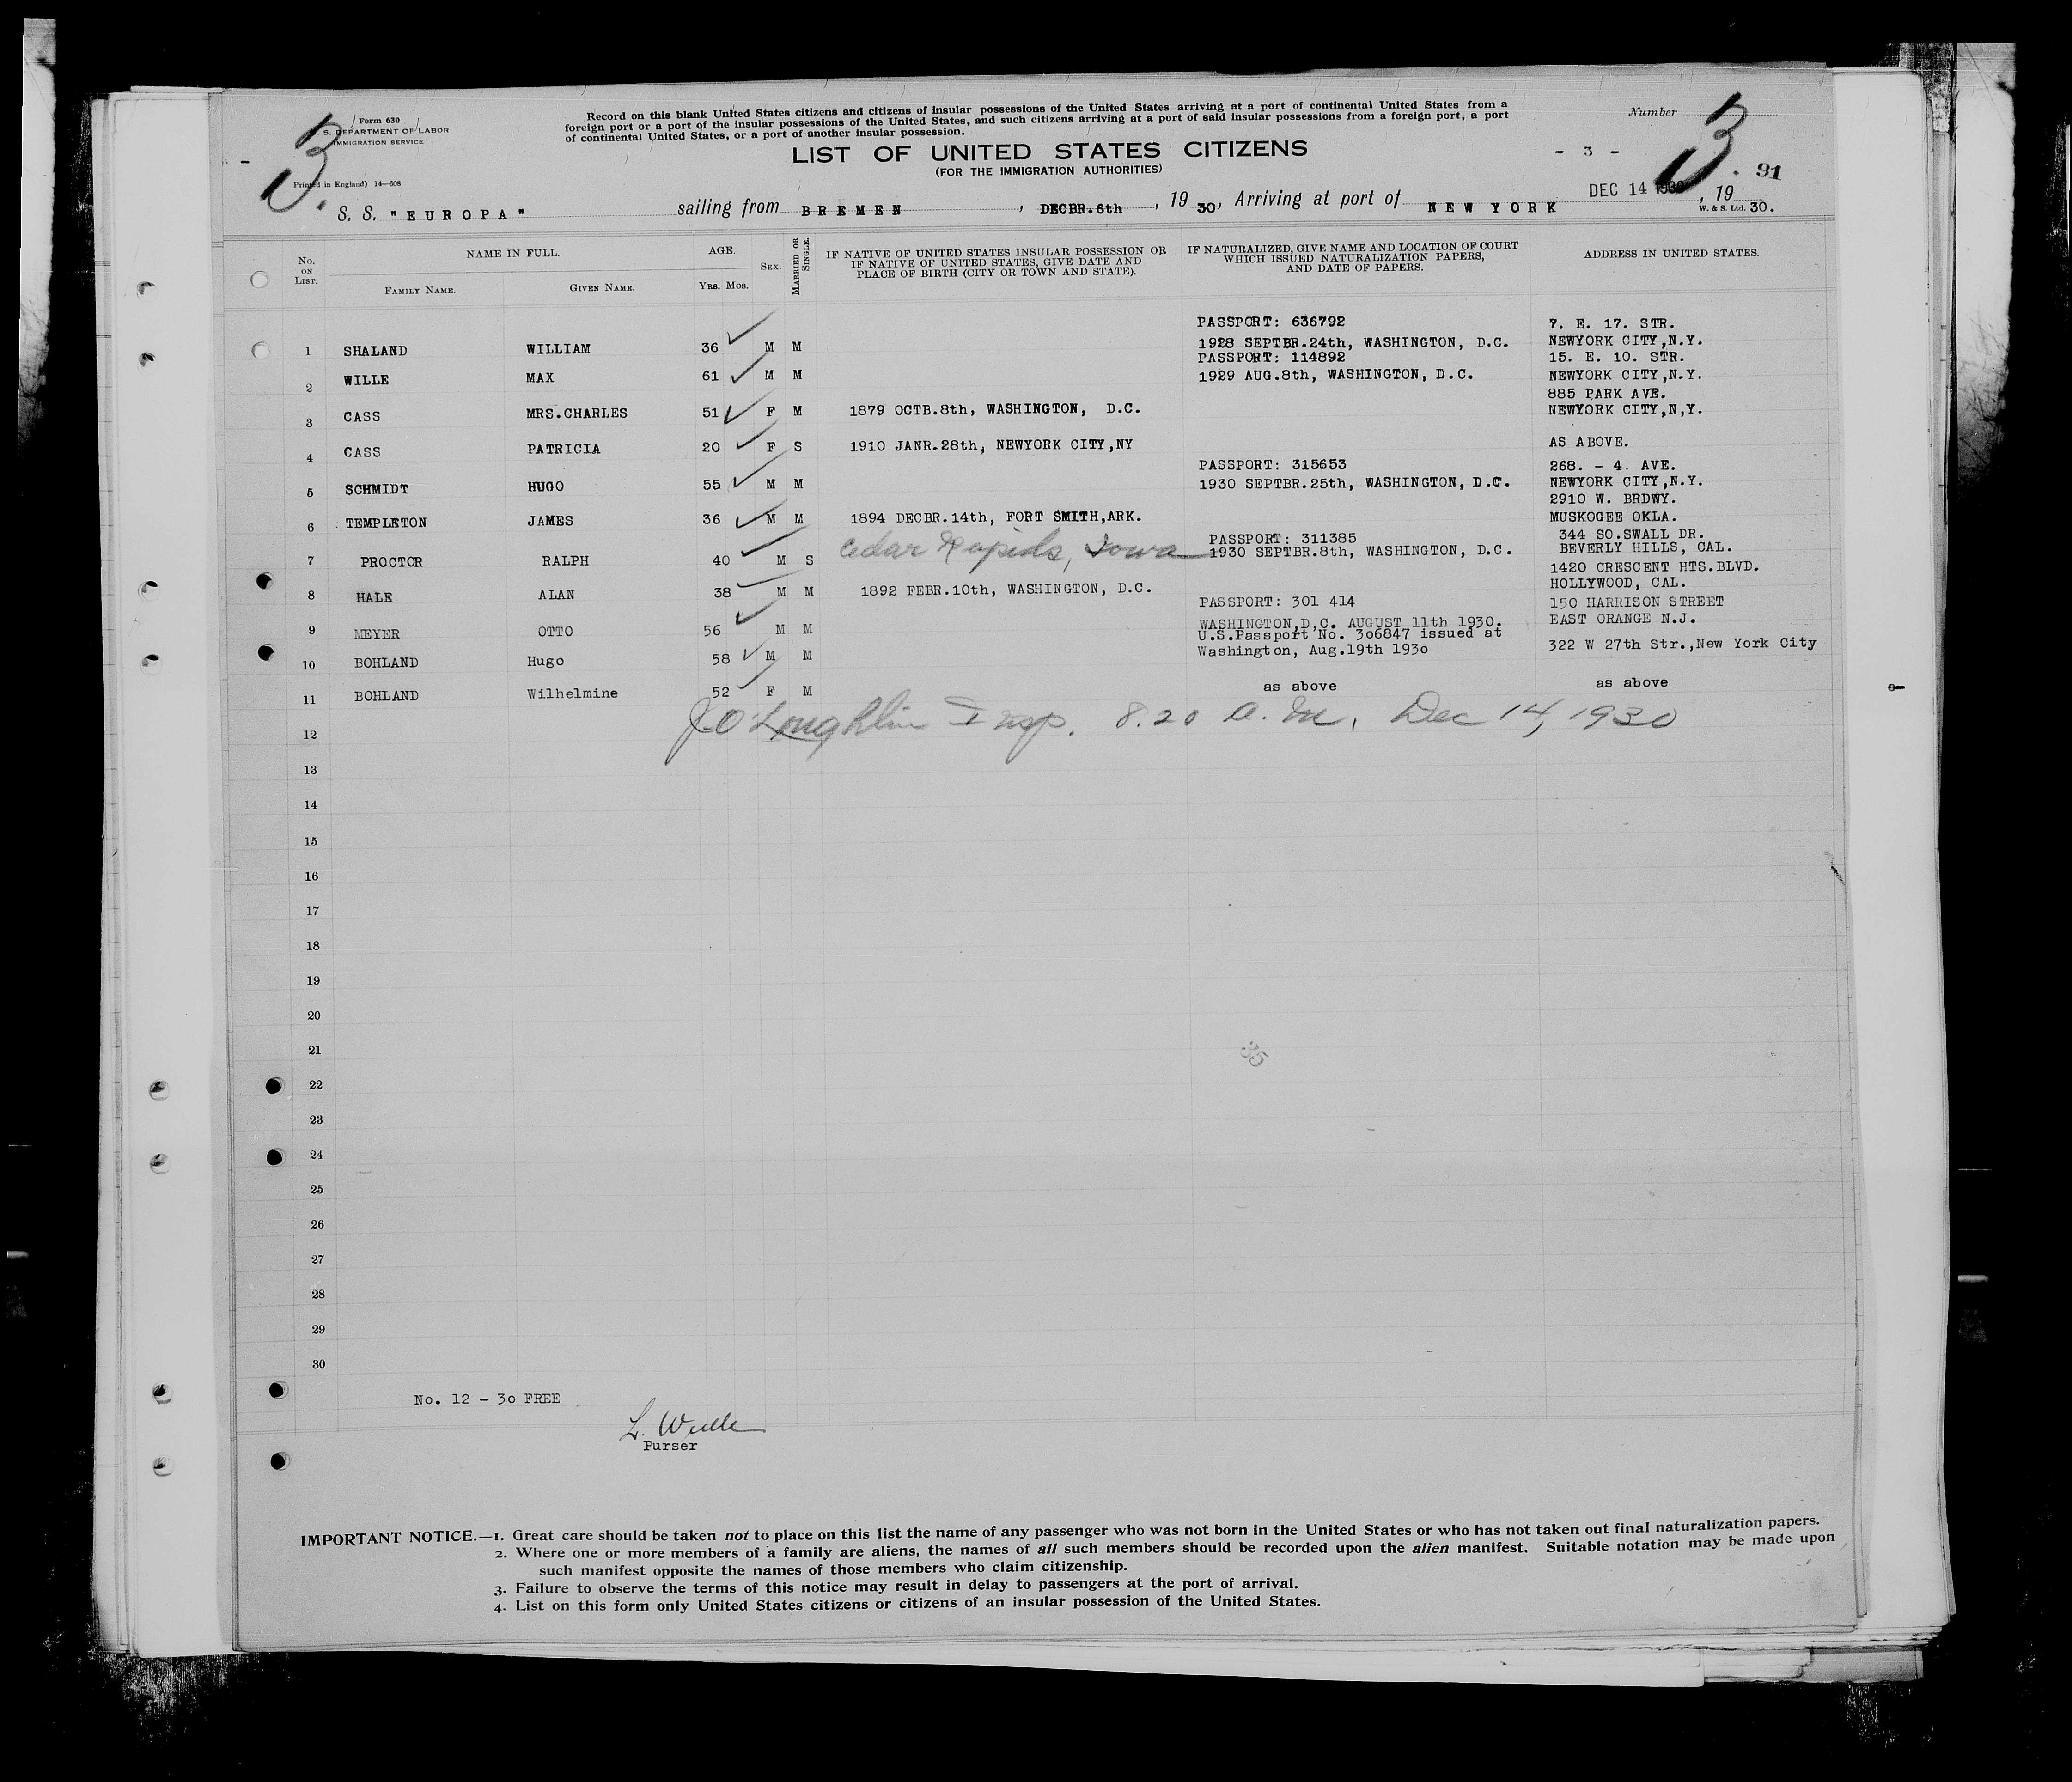 Form 630
U. S. DEPARTMENT OF LABOR
IMMIGRATION SERVICE
Printed in England) 14—608
3.
Record on this blank United States citizens and citizens of insular possessions of the United States arriving at a port of continental United States from a
foreign port or a port of the insular possessions of the United States, and such citizens arriving at a port of said insular possessions from a foreign port, a port
of continental United States, or a port of another insular possession.
LIST OF UNITED STATES CITIZENS
(FOR THE IMMIGRATION AUTHORITIES)
Number
- 3 -
3
. 91
S. S. "EUROPA" sailing from BREMEN, DECBR.6th, 19 30, Arriving at port of NEW YORK DEC 14 1930, 19 30.
W. & S. Ltd.
No. ON LIST.
NAME IN FULL.
FAMILY NAME.
GIVEN NAME.
AGE.
Yrs. Mos.
SEX.
MARRIED OR SINGLE.
IF NATIVE OF UNITED STATES INSULAR POSSESSION OR
IF NATIVE OF UNITED STATES, GIVE DATE AND
PLACE OF BIRTH (CITY OR TOWN AND STATE).
IF NATURALIZED, GIVE NAME AND LOCATION OF COURT
WHICH ISSUED NATURALIZATION PAPERS,
AND DATE OF PAPERS.
ADDRESS IN UNITED STATES.
PASSPORT: 636792 7. E. 17. STR.
1 SHALAND WILLIAM 36 M M 1928 SEPTBR.24th, WASHINGTON, D.C. NEWYORK CITY,N.Y.
PASSPORT: 114892 15. E. 10. STR.
2 WILLE MAX 61 M M 1929 AUG.8th, WASHINGTON, D.C. NEWYORK CITY,N.Y.
885 PARK AVE.
3 CASS MRS.CHARLES 51 F M 1879 OCTB.8th, WASHINGTON, D.C. NEWYORK CITY,N,Y.
4 CASS PATRICIA 20 F S 1910 JANR.28th, NEWYORK CITY,NY AS ABOVE.
PASSPORT: 315653 268. - 4. AVE.
5 SCHMIDT HUGO 55 M M 1930 SEPTBR.25th, WASHINGTON, D.C. NEWYORK CITY,N.Y.
2910 W. BRDWY.
6 TEMPLETON JAMES 36 M M 1894 DECBR.14th, FORT SMITH,ARK. MUSKOGEE OKLA.
PASSPORT: 311385 344 SO.SWALL DR.
7 PROCTOR RALPH 40 M S Cedar Rapids, Iowa 1930 SEPTBR.8th, WASHINGTON, D.C. BEVERLY HILLS, CAL.
1420 CRESCENT HTS.BLVD.
8 HALE ALAN 38 M M 1892 FEBR.10th, WASHINGTON, D.C. HOLLYWOOD, CAL.
PASSPORT: 301 414 150 HARRISON STREET
9 MEYER OTTO 56 M M WASHINGTON,D,C. AUGUST 11th 1930. EAST ORANGE N.J.
U.S.Passport No. 306847 issued at
10 BOHLAND Hugo 58 M M Washington, Aug.19th 1930 322 W 27th Str.,New York City
11 BOHLAND Wilhelmine 52 F M as above as above
J O'Loughlin Insp. 8.20 a.m. Dec 14, 1930
12
13
14
15
16
17
18
19
20
21
35
22
23
24
25
26
27
28
29
30
No. 12 - 30 FREE
Purser
IMPORTANT NOTICE.—1. Great care should be taken not to place on this list the name of any passenger who was not born in the United States or who has not taken out final naturalization papers.
2. Where one or more members of a family are aliens, the names of all such members should be recorded upon the alien manifest. Suitable notation may be made upon
such manifest opposite the names of those members who claim citizenship.
3. Failure to observe the terms of this notice may result in delay to passengers at the port of arrival.
4. List on this form only United States citizens or citizens of an insular possession of the United States.